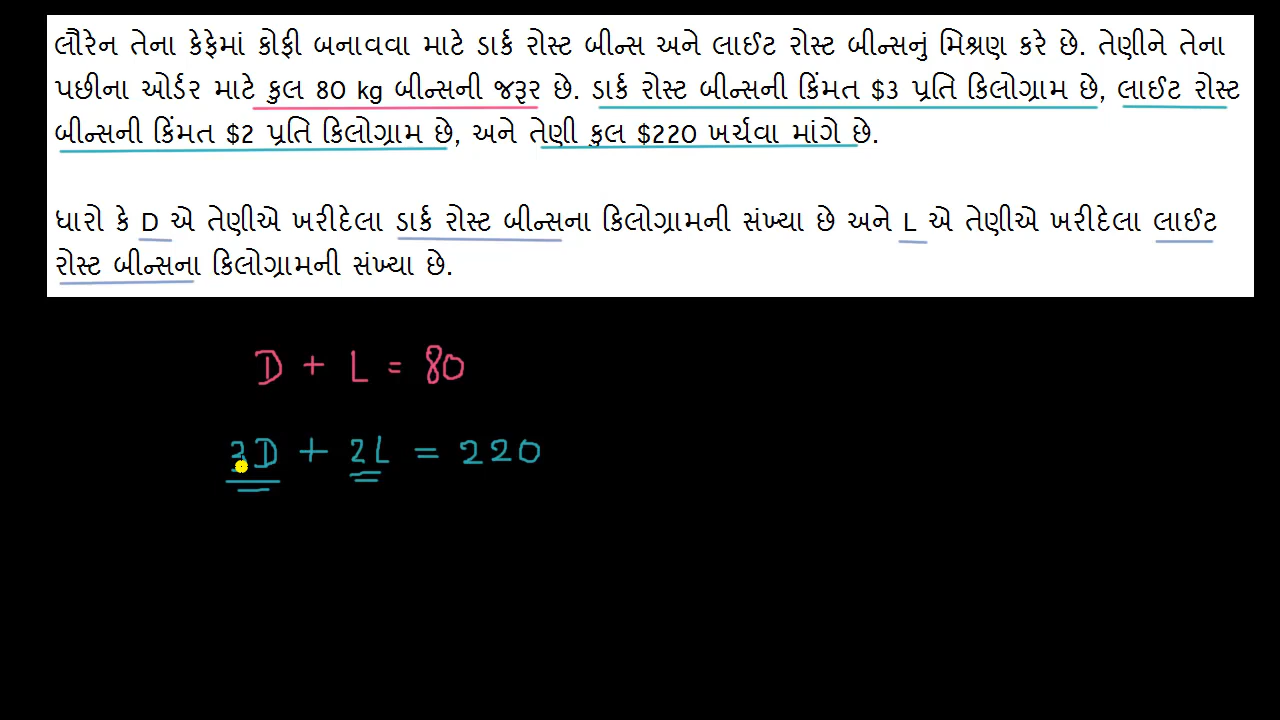 લૌરેન તેના કેફેમાં કોફી બનાવવા માટે ડાર્ક રોસ્ટ બીન્સ અને લાઈટ રોસ્ટ બીન્સનું મિશ્રણ કરે છે. તેણીને તેના
પછીના ઓર્ડર માટે કુલ 80 kg બીન્સની જરૂર છે. ડાર્ક રોસ્ટ બીન્સની કિંમત $3 પ્રતિ કિલોગ્રામ છે, લાઈટ રોસ્ટ
બીન્સની કિંમત $2 પ્રતિ કિલોગ્રામ છે, અને તેણી કુલ $220 ખર્ચવા માંગે છે.
ધારો કે D એ તેણીએ ખરીદેલા ડાર્ક રોસ્ટ બીન્સના કિલોગ્રામની સંખ્યા છે અને L એ તેણીએ ખરીદેલા લાઈટ
રોસ્ટ બીન્સના કિલોગ્રામની સંખ્યા છે.
D + L = 80
3D + 2L = 220